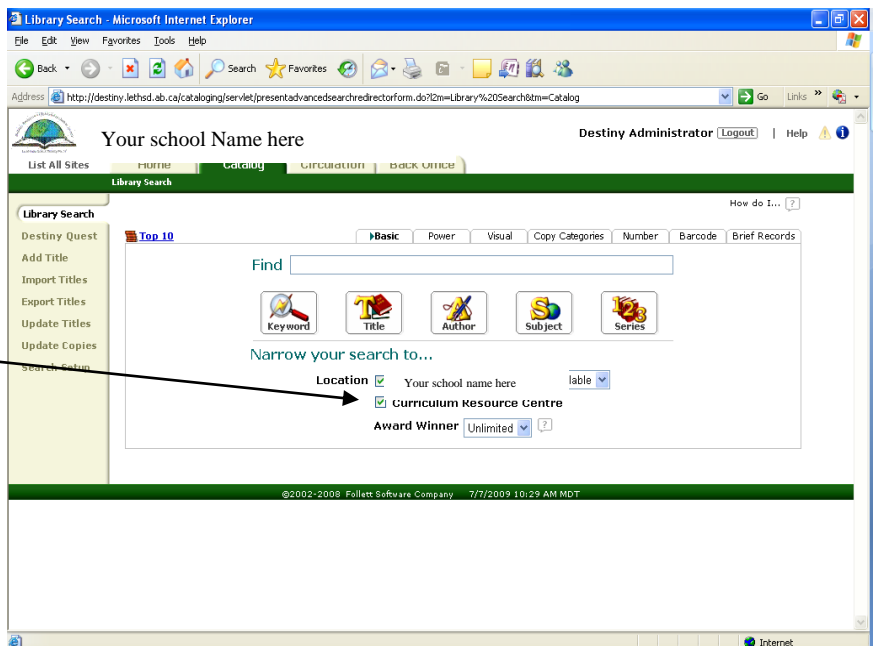 Library Search - Microsoft Internet Explorer
File Edit View Favorites Tools Help
Back Search Favorites
Address http://destiny.lethsd.ab.ca/cataloging/servlet/presentadvancedsearchredirectorform.do?l2m=Library%20Search&tm=Catalog Go Links »
Your school Name here Destiny Administrator Logout | Help
List All Sites Home Catalog Circulation Back Office
Library Search
How do I... ?
Library Search
Destiny Quest
Add Title
Import Titles
Export Titles
Update Titles
Update Copies
Search Setup
Top 10 Basic Power Visual Copy Categories Number Barcode Brief Records
Find
Keyword Title Author Subject Series
Narrow your search to...
Location Your school name here lable
Curriculum Resource Centre
Award Winner Unlimited ?
©2002-2008 Follett Software Company 7/7/2009 10:29 AM MDT
Internet